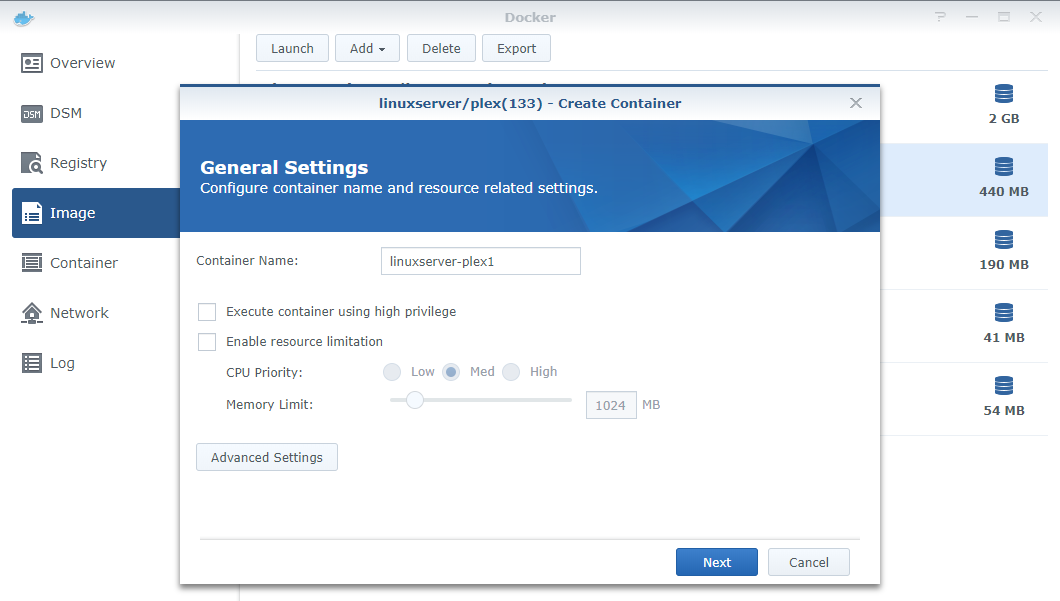 Docker
Overview
DSM
Registry
Image
Container
Network
Log
Launch
Add
Delete
Export
2 GB
440 MB
190 MB
41 MB
54 MB
linuxserver/plex(133) - Create Container
General Settings
Configure container name and resource related settings.
Container Name: linuxserver-plex1
Execute container using high privilege
Enable resource limitation
CPU Priority: Low Med High
Memory Limit: 1024 MB
Advanced Settings
Next Cancel